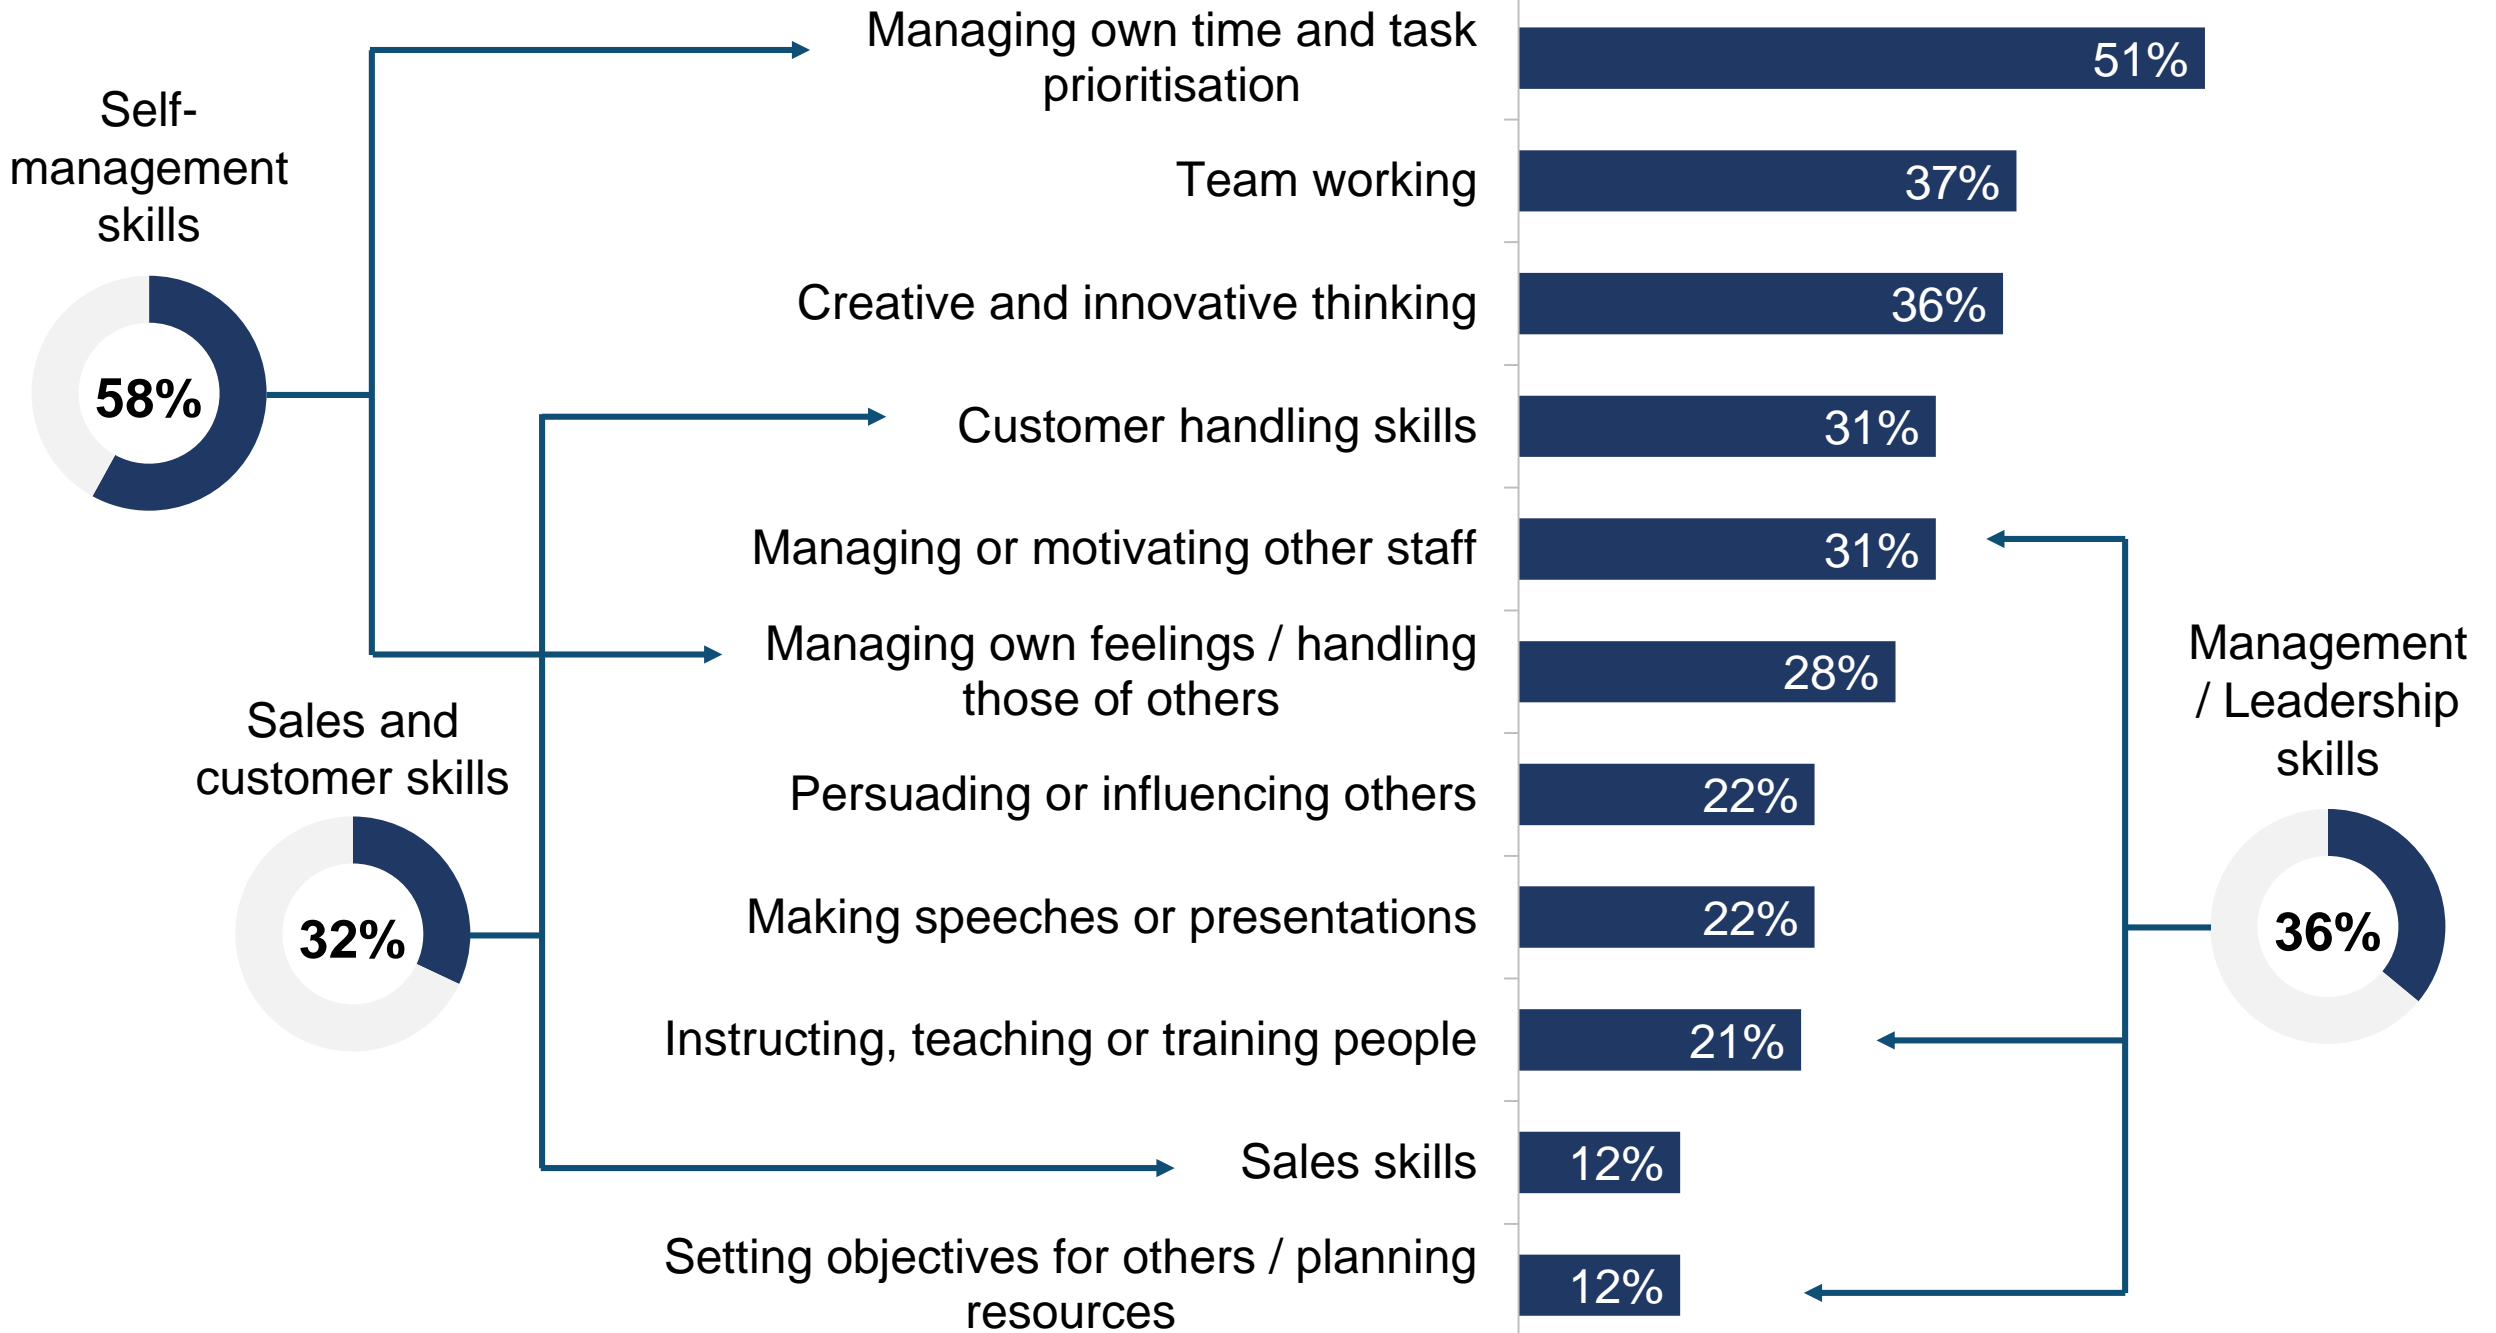 Managing own time and task
prioritisation
51%
Self-
management
skills
58%
Team working
37%
Creative and innovative thinking
36%
Customer handling skills
31%
Managing or motivating other staff
31%
Managing own feelings / handling
those of others
28%
Sales and
customer skills
32%
Management
/ Leadership
skills
36%
Persuading or influencing others
22%
Making speeches or presentations
22%
Instructing, teaching or training people
21%
Sales skills
12%
Setting objectives for others / planning
resources
12%